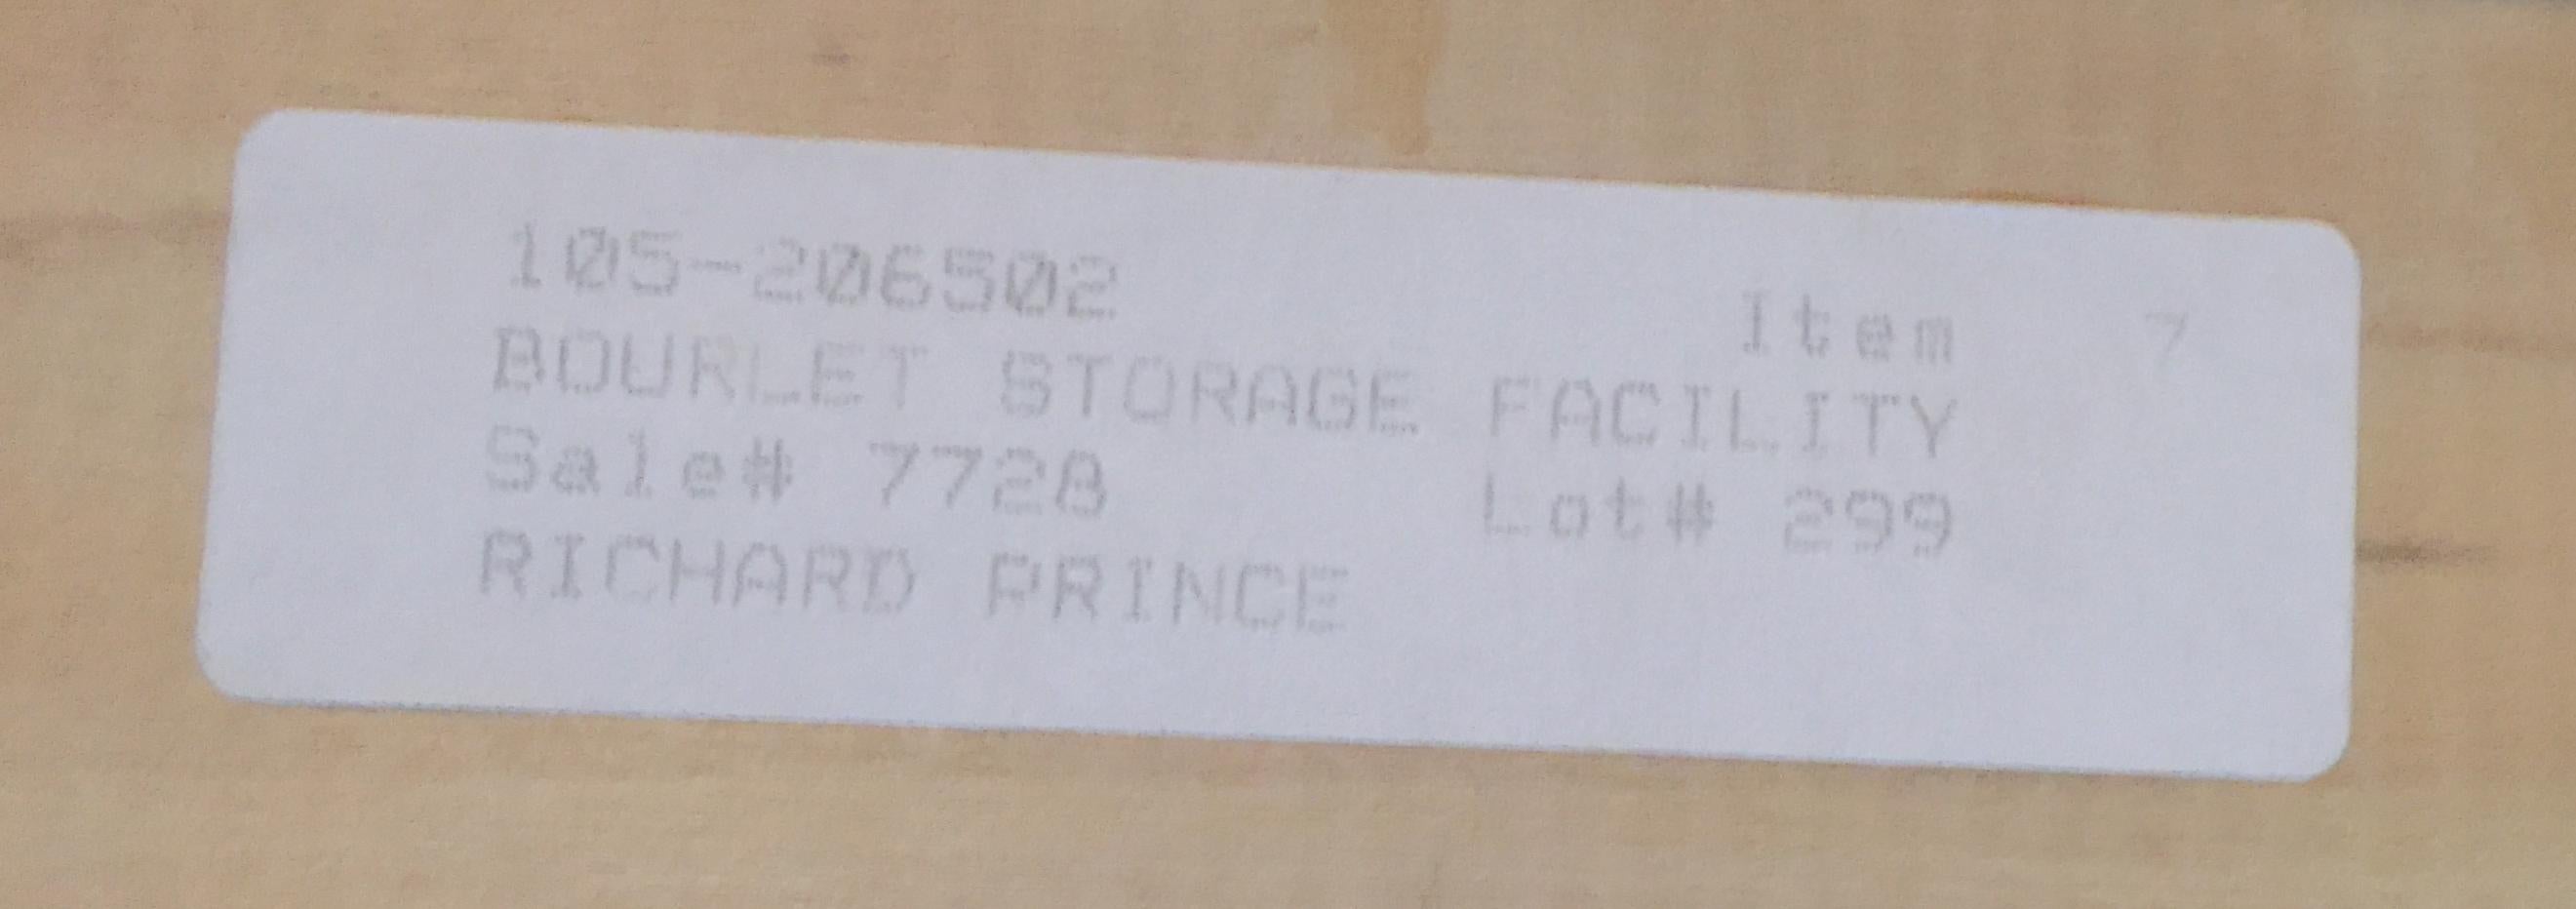 105-206502
Item 7
BOURLET STORAGE FACILITY
Sale# 7728 Lot# 299
RICHARD PRINCE